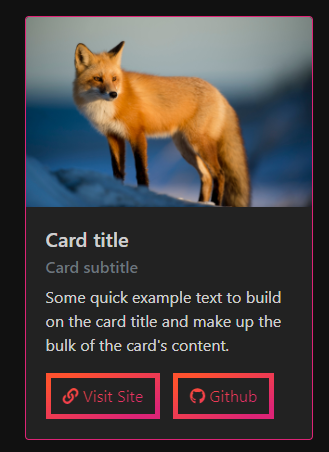 Card title
Card subtitle
Some quick example text to build
on the card title and make up the
bulk of the card's content.
Visit Site
Github